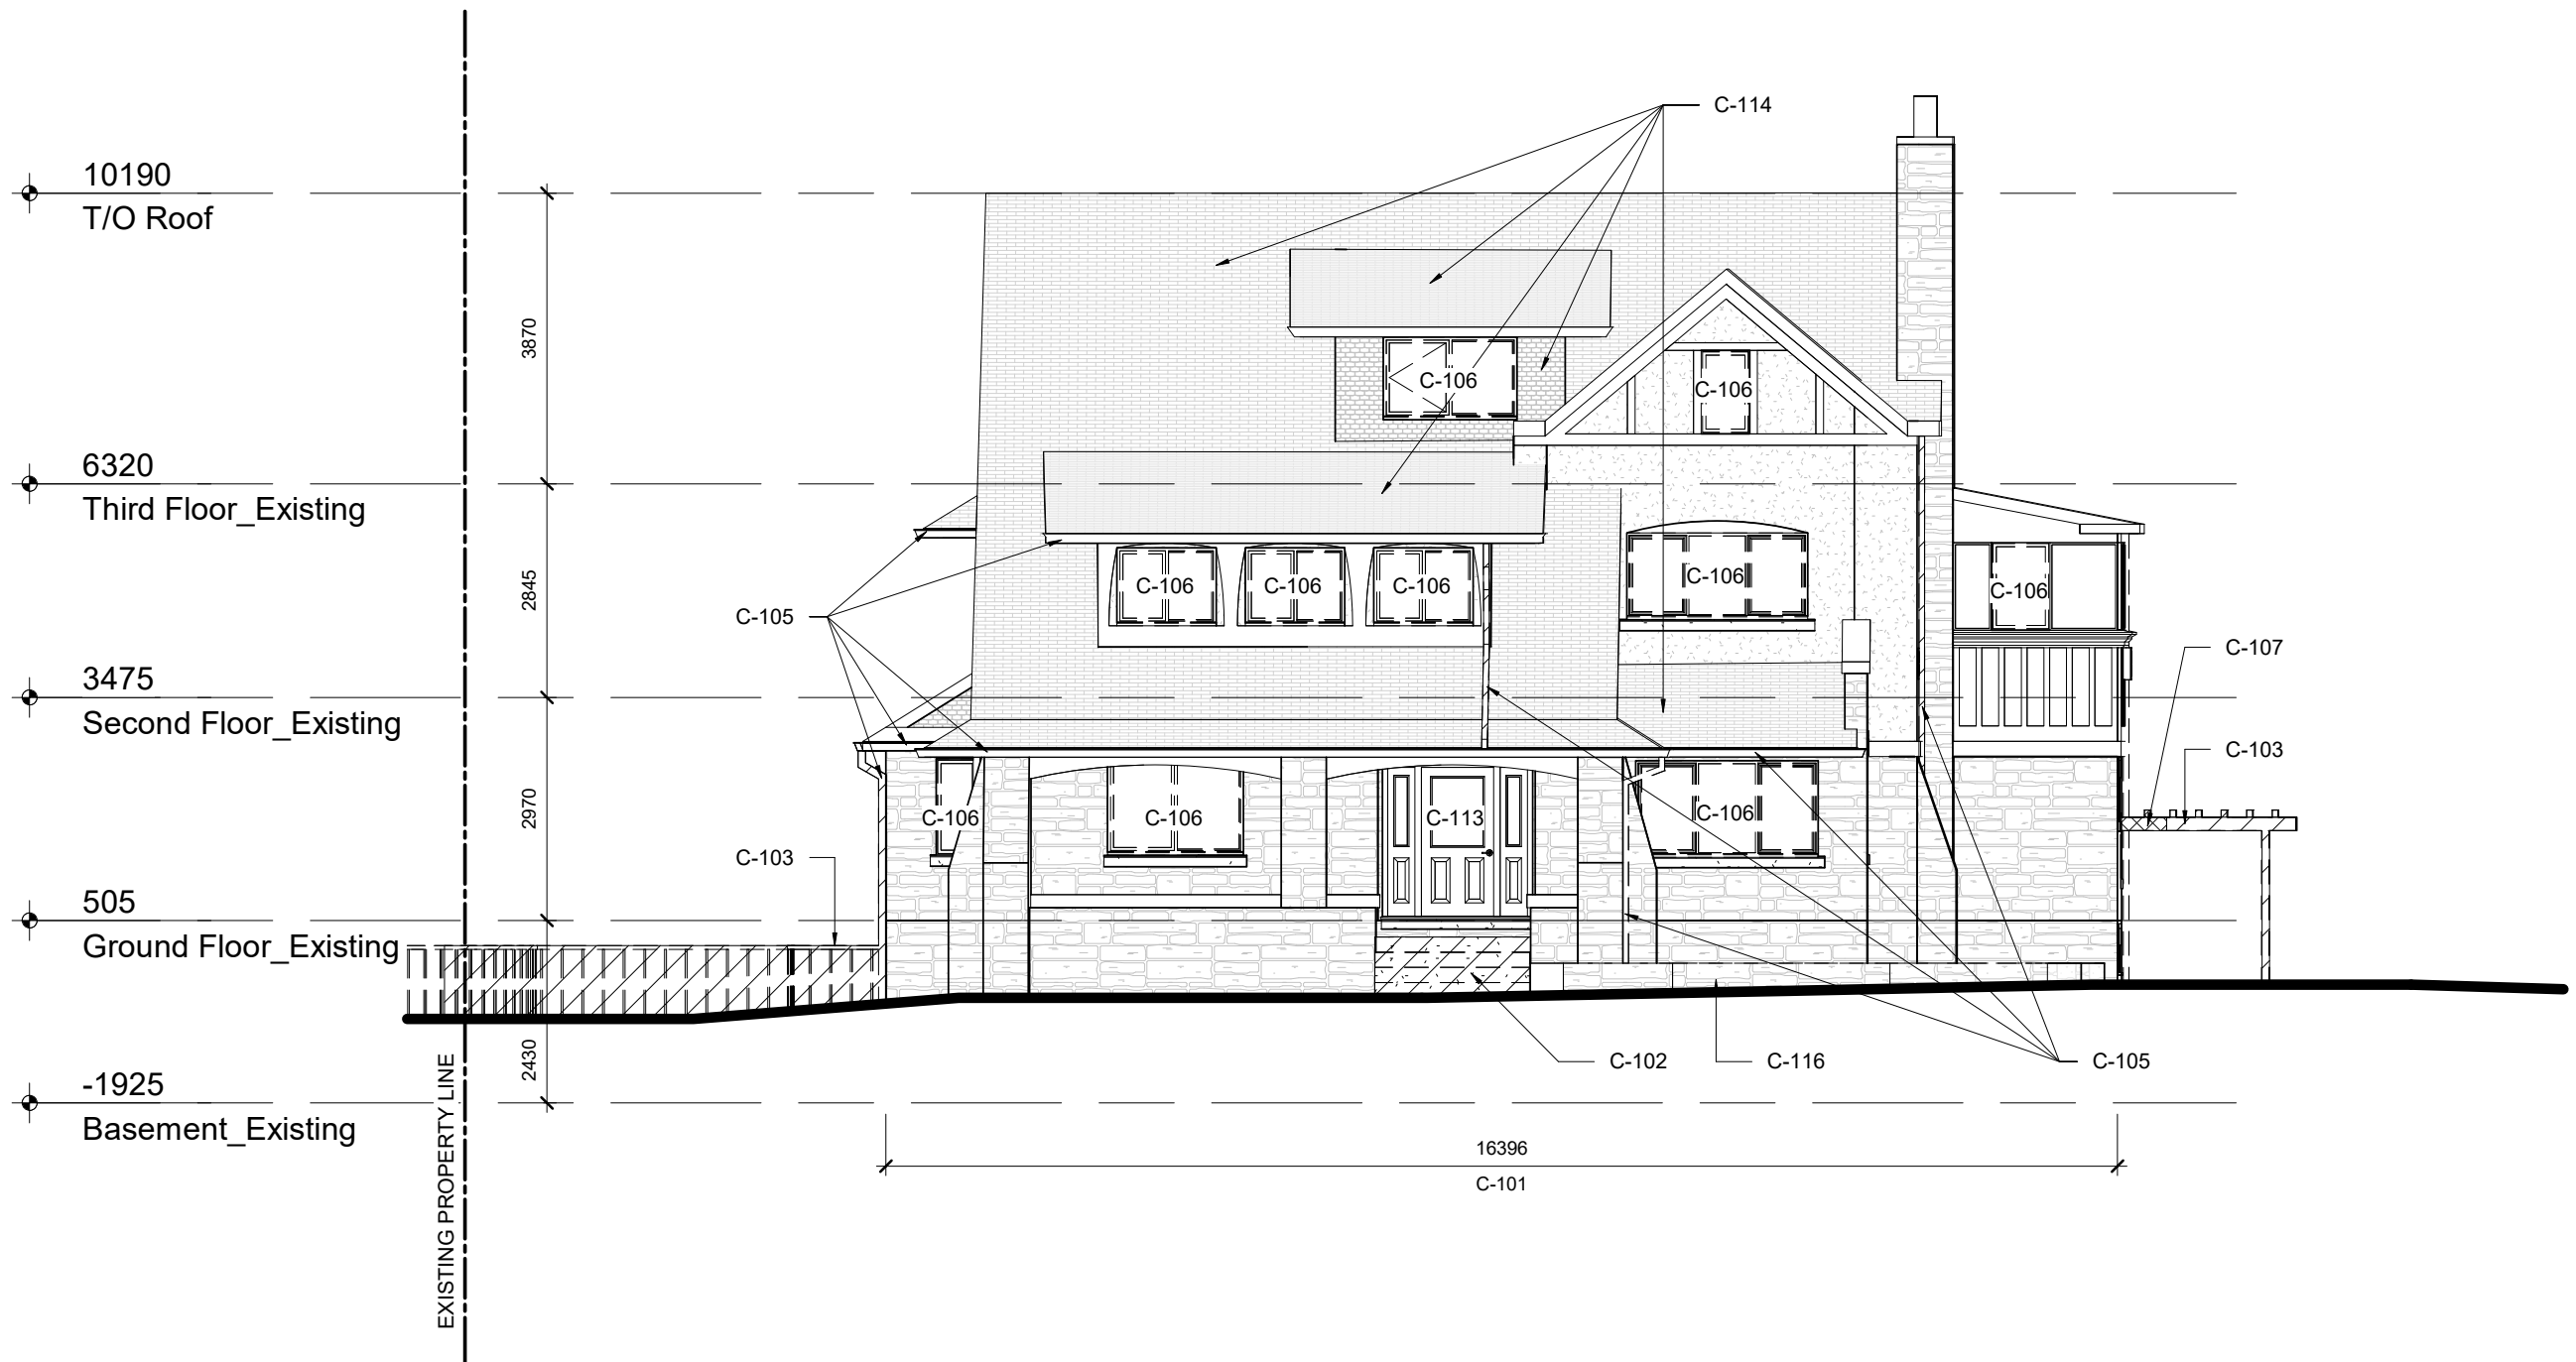 C-114
10190
T/O Roof
3870
C-106
C-106
6320
Third Floor_Existing
2845
C-106
C-106
C-106
C-106
C-106
C-105
C-107
3475
Second Floor_Existing
C-103
2970
C-106
C-106
C-113
C-106
C-103
505
Ground Floor_Existing
2430
C-102
C-116
C-105
-1925
Basement_Existing
EXISTING PROPERTY LINE
16396
C-101